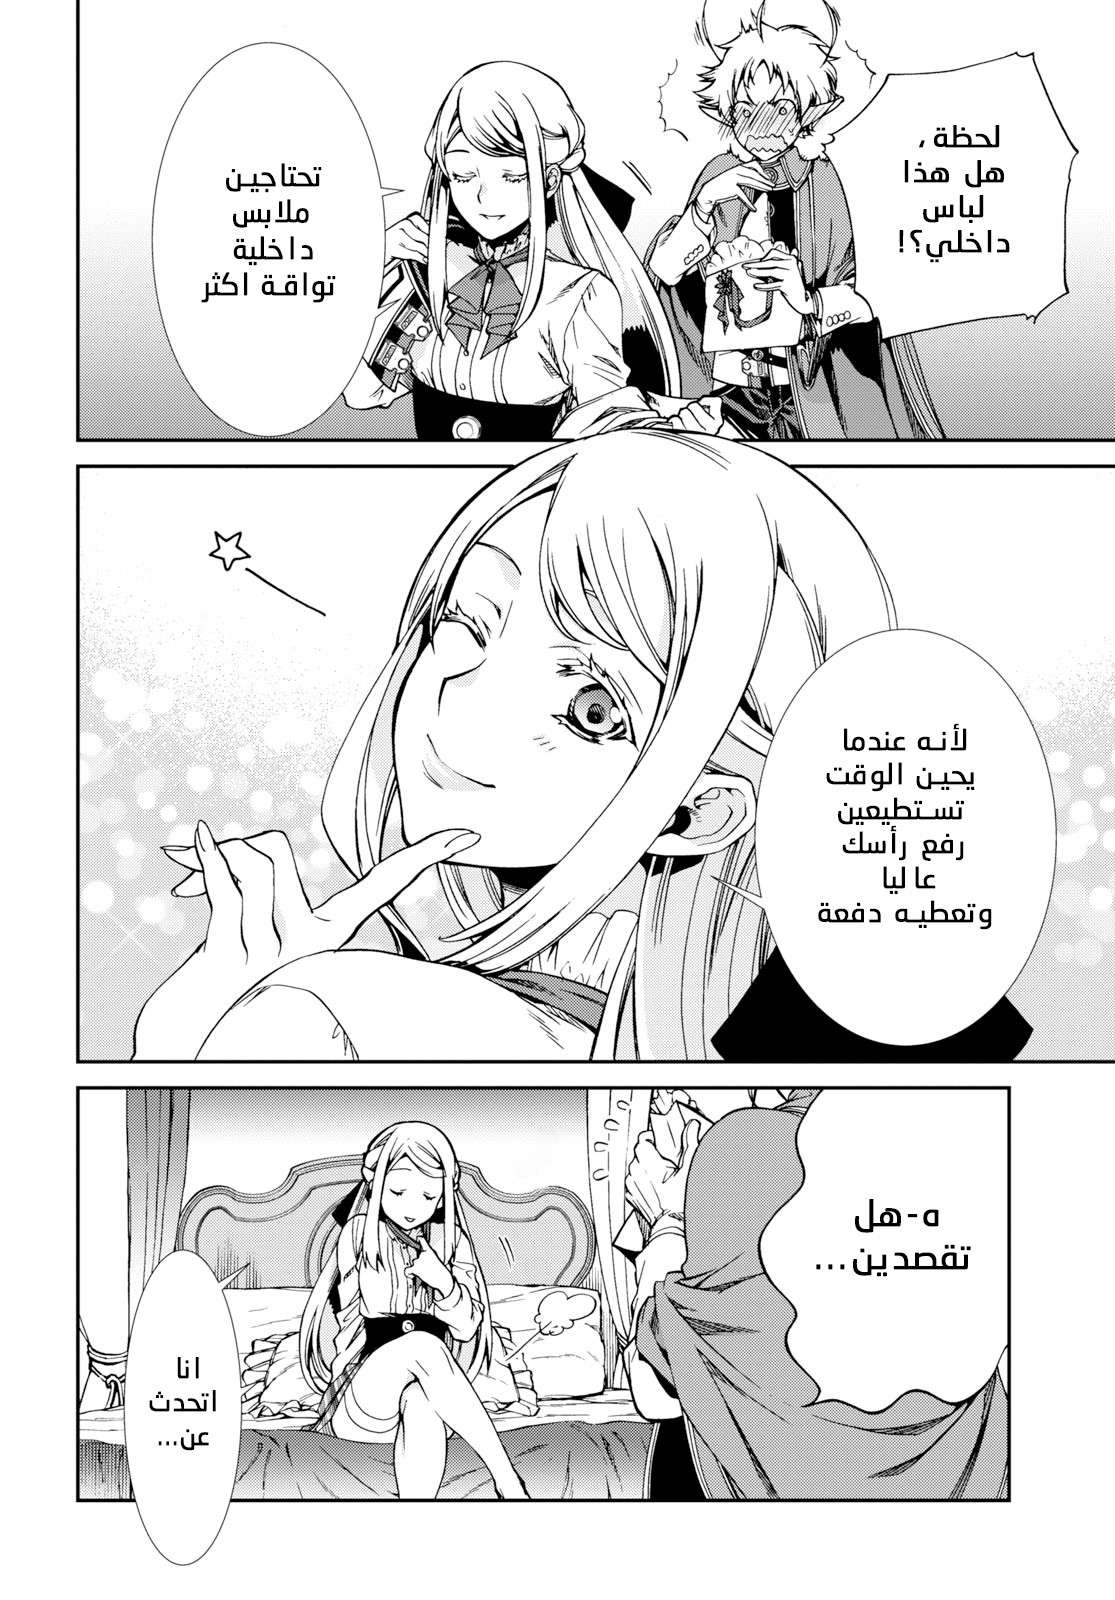 لحظة،
هل هذا
لباس
داخلي؟!
تحتاجين
ملابس
داخلية
تواقة اكثر
لأنه عندما
يحين الوقت
تستطيعين
رفع رأسك
عاليا
وتعطيه دفعة
ه-هل
تقصدين...
انا
اتحدث
عن...